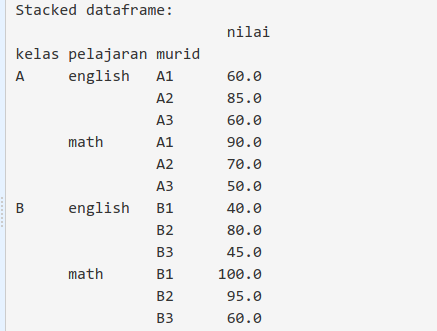 Stacked dataframe:
nilai
kelas pelajaran murid
A english A1 60.0
A2 85.0
A3 60.0
math A1 90.0
A2 70.0
A3 50.0
B english B1 40.0
B2 80.0
B3 45.0
math B1 100.0
B2 95.0
B3 60.0